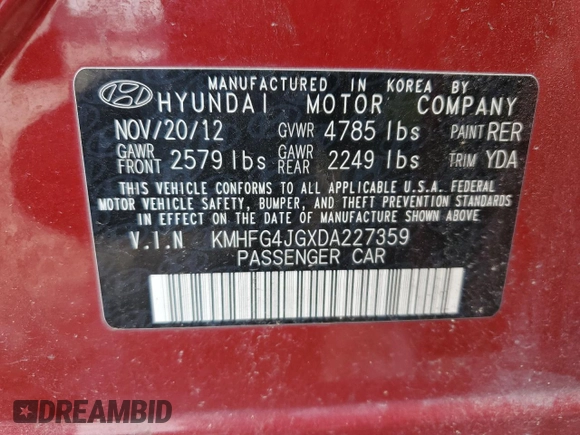 MANUFACTURED IN KOREA BY
HYUNDAI MOTOR COMPANY
NOV/20/12 GVWR 4785 lbs PAINT RER
GAWR FRONT 2579 lbs GAWR REAR 2249 lbs TRIM YDA
THIS VEHICLE CONFORMS TO ALL APPLICABLE U.S.A. FEDERAL
MOTOR VEHICLE SAFETY, BUMPER, AND THEFT PREVENTION STANDARDS
IN EFFECT ON THE DATE OF MANUFACTURE SHOWN ABOVE.
V.I.N KMHFG4JGXDA227359
PASSENGER CAR
DREAMBID